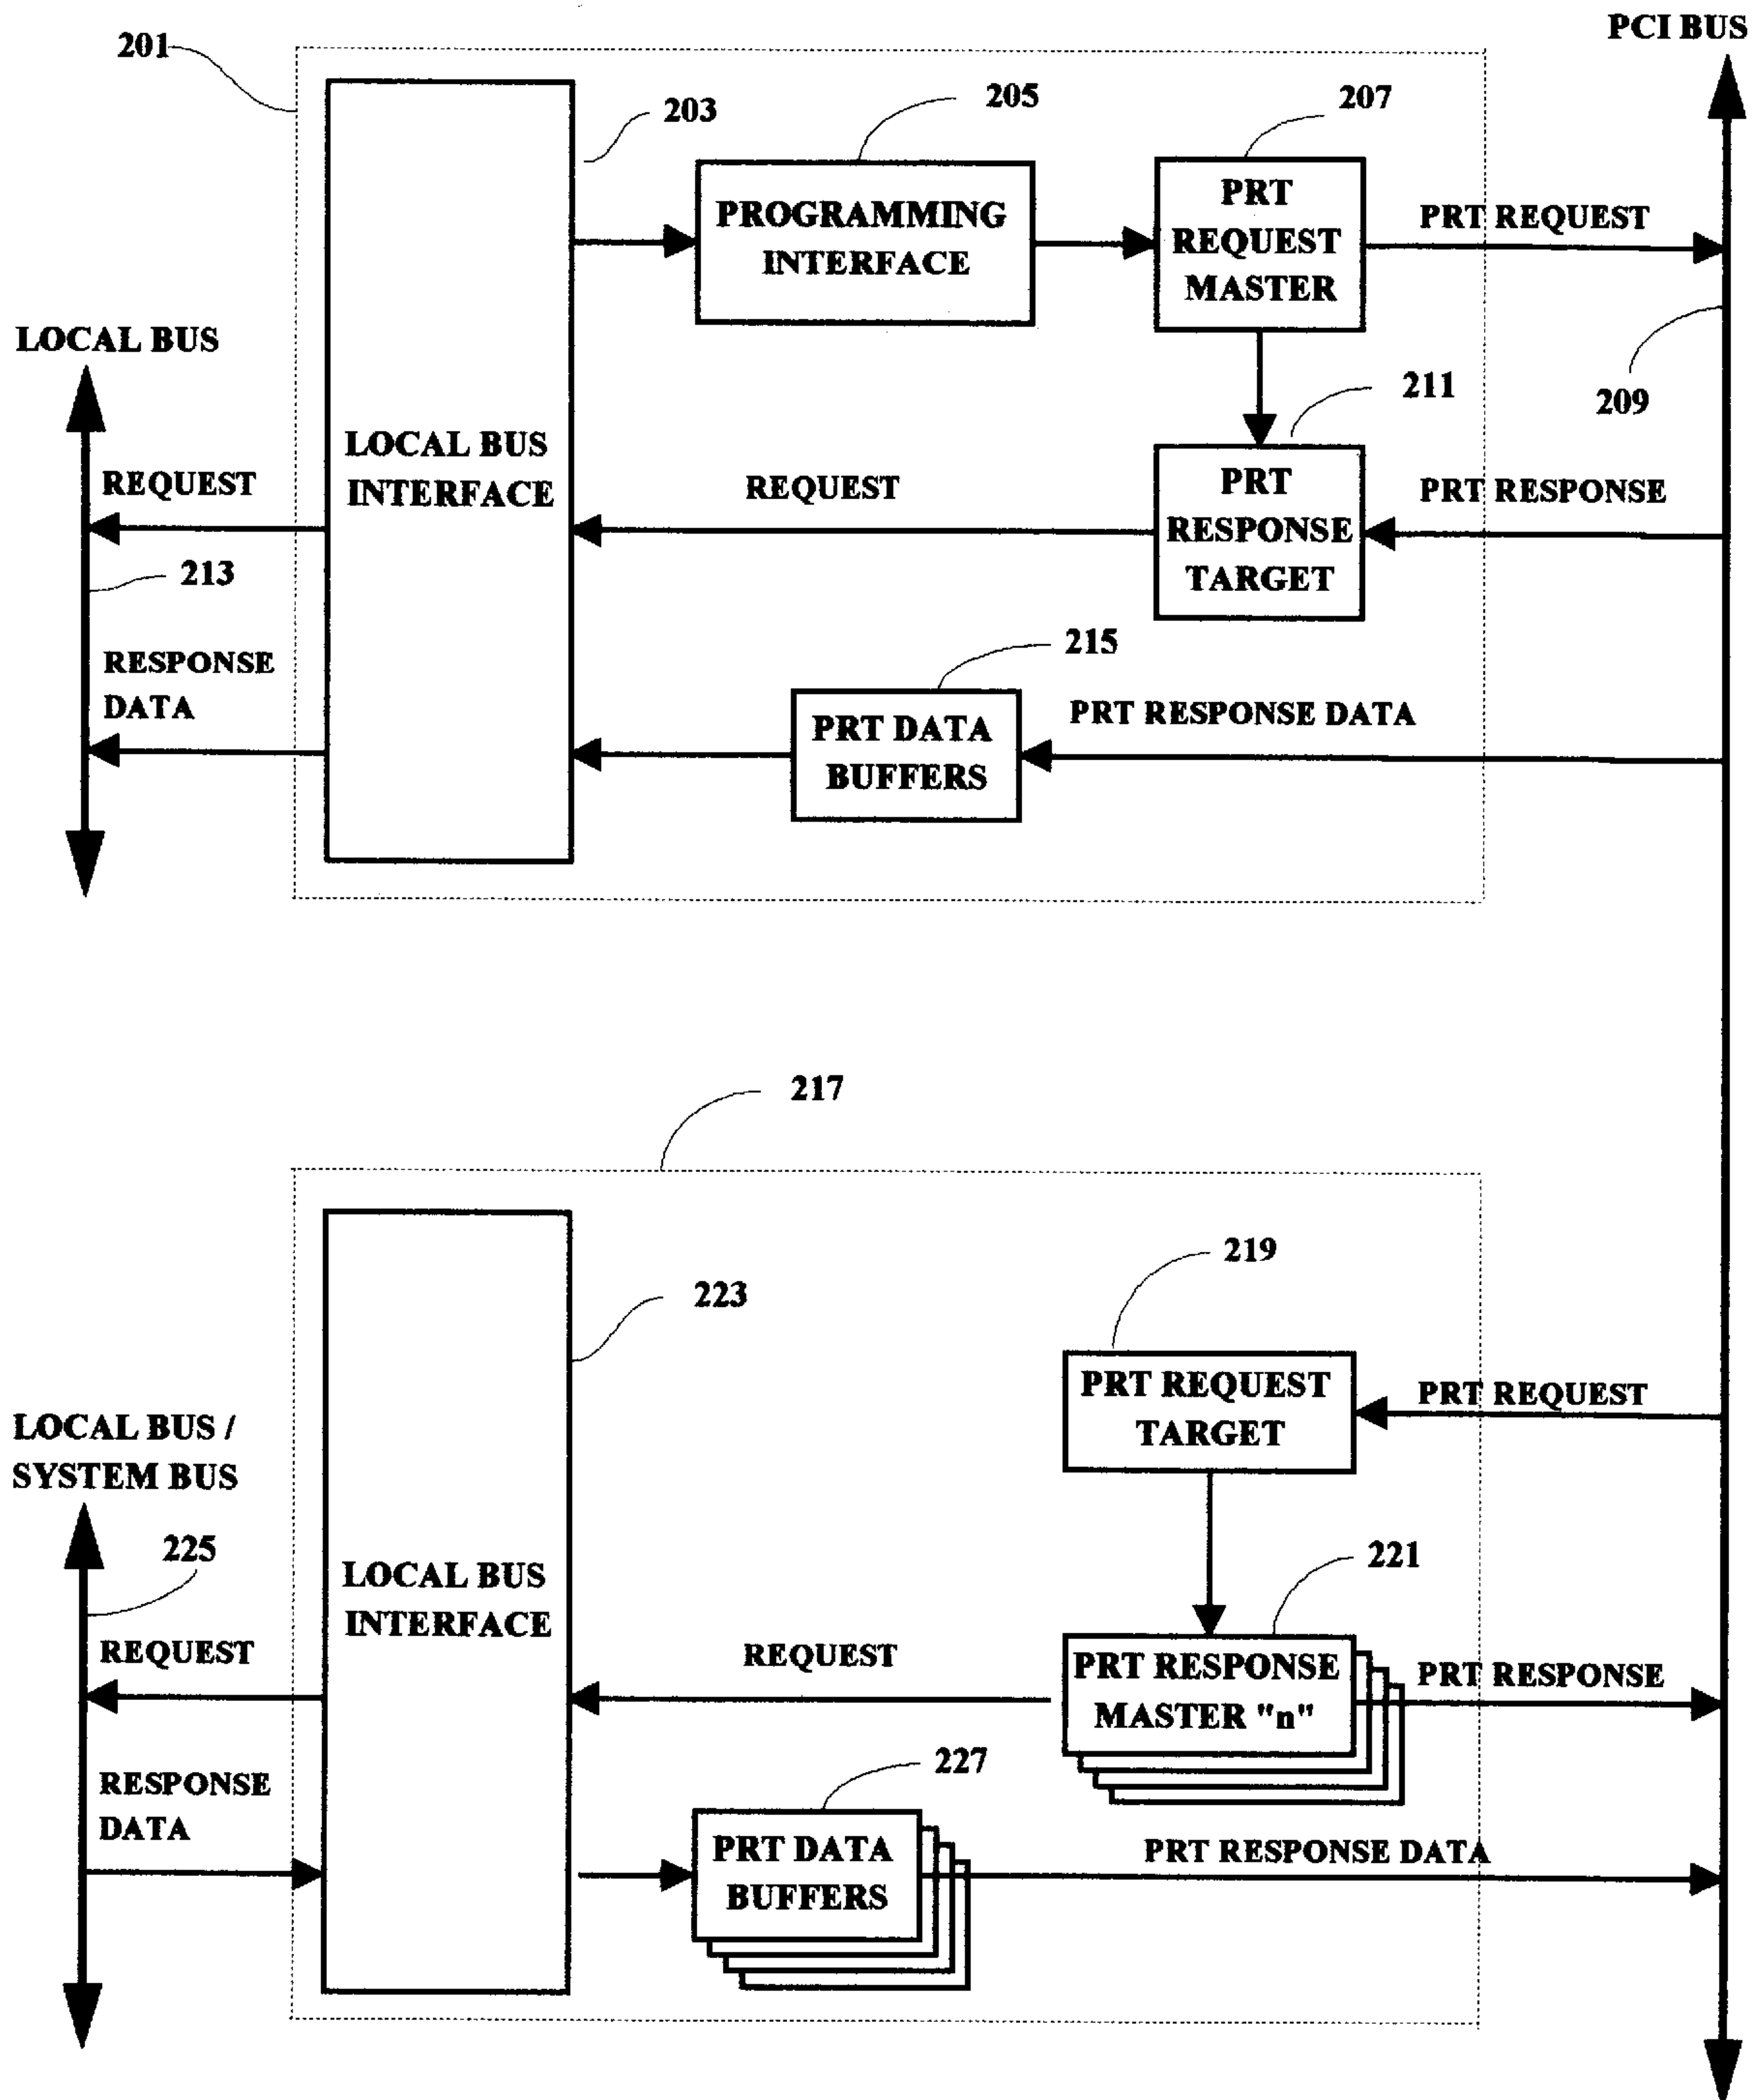 PCI BUS
201
203
205
207
PROGRAMMING
INTERFACE
PRT
REQUEST
MASTER
PRT REQUEST
LOCAL BUS
209
211
LOCAL BUS
INTERFACE
REQUEST
REQUEST
PRT
RESPONSE
TARGET
PRT RESPONSE
213
RESPONSE
DATA
215
PRT DATA
BUFFERS
PRT RESPONSE DATA
217
219
223
PRT REQUEST
TARGET
PRT REQUEST
LOCAL BUS /
SYSTEM BUS
225
221
LOCAL BUS
INTERFACE
REQUEST
REQUEST
PRT RESPONSE
MASTER "n"
PRT RESPONSE
227
RESPONSE
DATA
PRT DATA
BUFFERS
PRT RESPONSE DATA